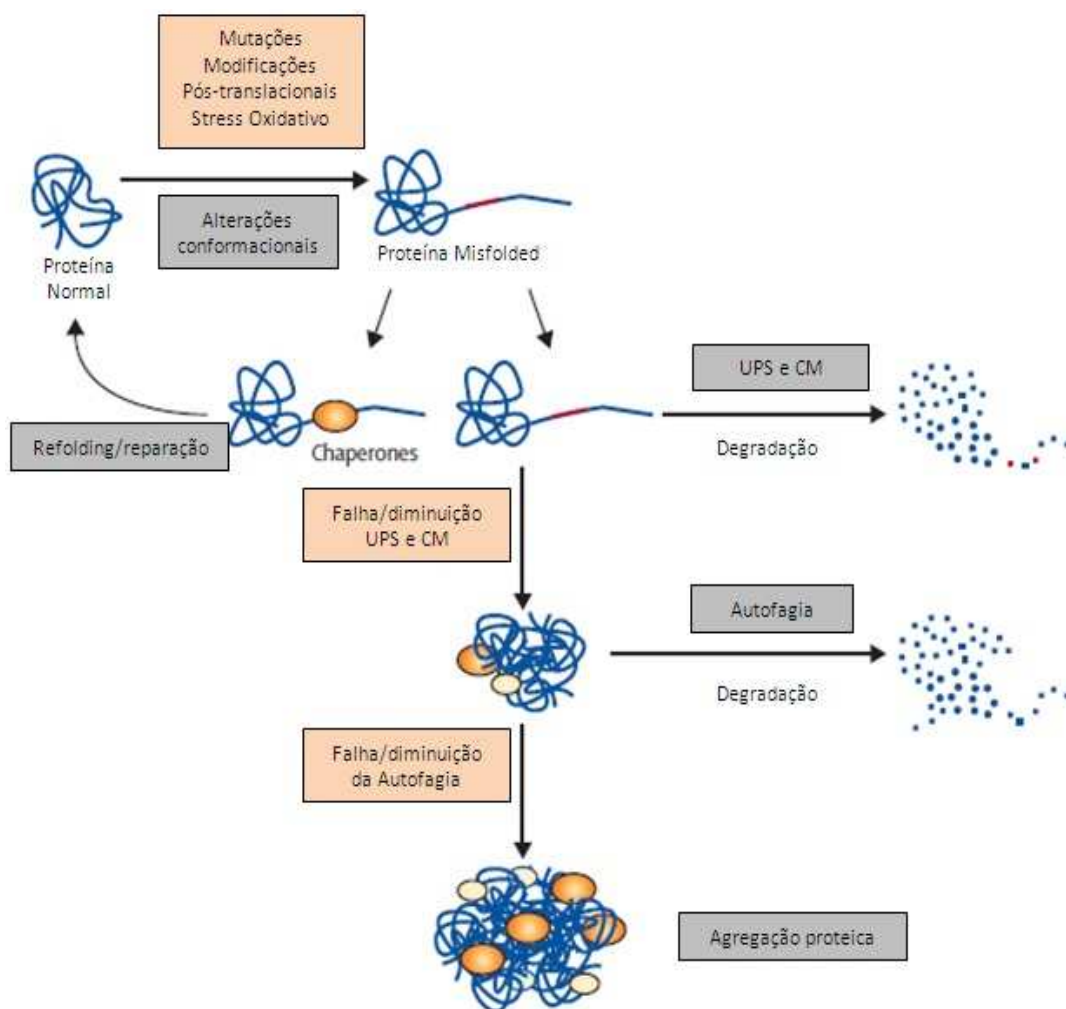 Mutações
Modificações
Pós-translacionais
Stress Oxidativo
Alterações
conformacionais
Proteína
Normal
Proteína Misfolded
UPS e CM
Degradação
Refolding/reparação
Chaperones
Falha/diminuição
UPS e CM
Autofagia
Degradação
Falha/diminuição
da Autofagia
Agregação proteica